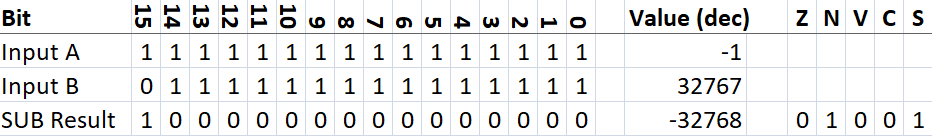 Bit 15 14 13 12 11 10 9 8 7 6 5 4 3 2 1 0 Value (dec) Z N V C S
Input A 1 1 1 1 1 1 1 1 1 1 1 1 1 1 1 1 -1
Input B 0 1 1 1 1 1 1 1 1 1 1 1 1 1 1 1 32767
SUB Result 1 0 0 0 0 0 0 0 0 0 0 0 0 0 0 0 -32768 0 1 0 0 1